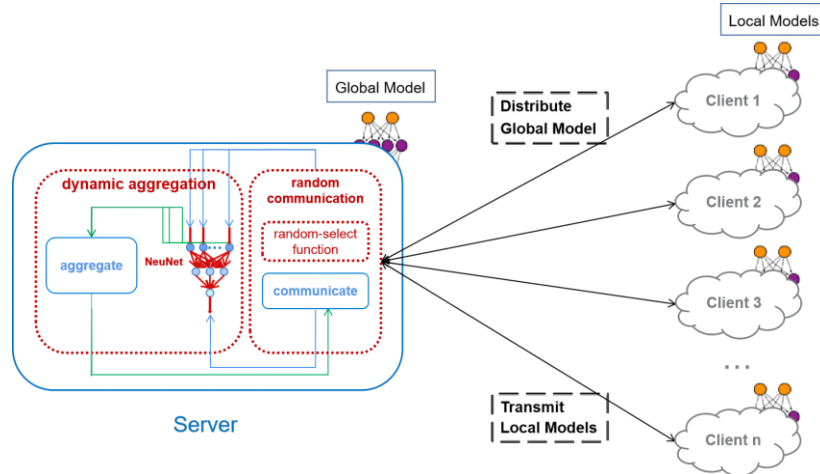 Local Models
Global Model
Distribute
Global Model
Client 1
dynamic aggregation
random
communication
random-select
function
NeuNet
aggregate
communicate
Client 2
Client 3
...
Transmit
Local Models
Client n
Server